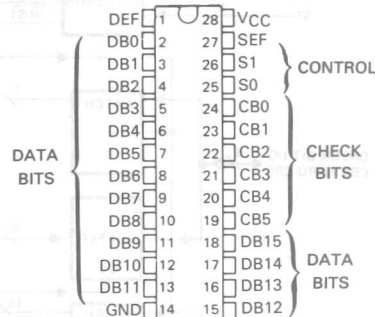 DEF 1 28 VCC
DB0 2 27 SEF
DB1 3 26 S1
DB2 4 25 S0
CONTROL
DB3 5 24 CB0
DB4 6 23 CB1
DB5 7 22 CB2
DB6 8 21 CB3
DB7 9 20 CB4
DB8 10 19 CB5
DATA
BITS
CHECK
BITS
DB9 11 18 DB15
DB10 12 17 DB14
DB11 13 16 DB13
GND 14 15 DB12
DATA
BITS